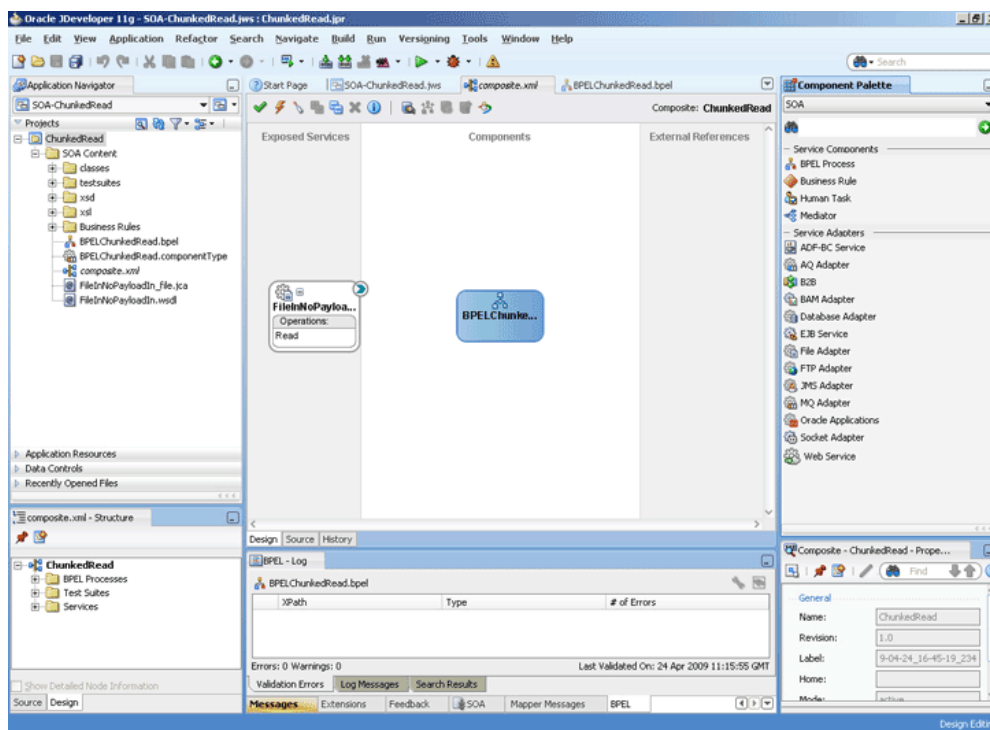 Oracle JDeveloper 11g - SOA-ChunkedRead.jws : ChunkedRead.jpr
File Edit View Application Refactor Search Navigate Build Run Versioning Tools Window Help
Search
Application Navigator
SOA-ChunkedRead
Projects
ChunkedRead
SOA Content
classes
testsuites
xsd
xsl
Business Rules
BPELChunkedRead.bpel
BPELChunkedRead.componentType
composite.xml
FileInNoPayloadIn_file.jca
FileInNoPayloadIn.wsdl
Application Resources
Data Controls
Recently Opened Files
composite.xml - Structure
ChunkedRead
BPEL Processes
Test Suites
Services
Show Detailed Node Information
Source Design
Start Page SOA-ChunkedRead.jws composite.xml BPELChunkedRead.bpel
Composite: ChunkedRead
Exposed Services Components External References
FileInNoPayloa...
Operations:
Read
BPELChunke...
Design Source History
BPEL - Log
BPELChunkedRead.bpel
XPath Type # of Errors
Errors: 0 Warnings: 0 Last Validated On: 24 Apr 2009 11:15:55 GMT
Validation Errors Log Messages Search Results
Messages Extensions Feedback SOA Mapper Messages BPEL
Component Palette
SOA
Service Components
BPEL Process
Business Rule
Human Task
Mediator
Service Adapters
ADF-BC Service
AQ Adapter
B2B
BAM Adapter
Database Adapter
EJB Service
File Adapter
FTP Adapter
JMS Adapter
MQ Adapter
Oracle Applications
Socket Adapter
Web Service
Composite - ChunkedRead - Prope...
Find
General
Name: ChunkedRead
Revision: 1.0
Label: 9-04-24_16-45-19_234
Home:
Mode: active
Design Editin